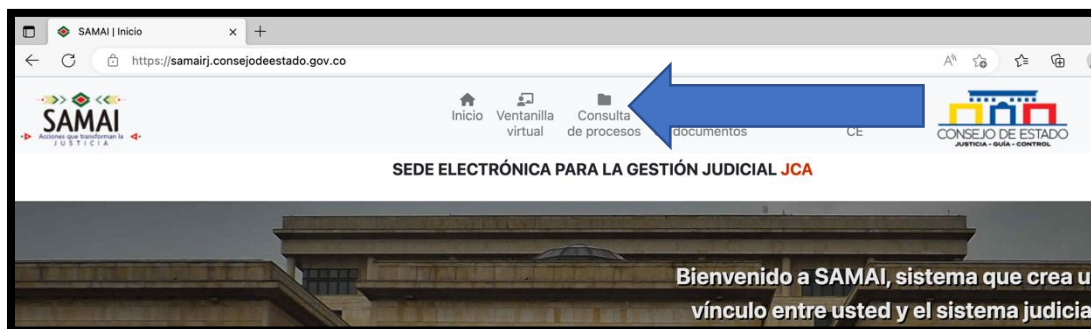 SAMAI | Inicio
https://samairj.consejodeestado.gov.co
SAMAI
Acciones que transforman la
JUSTICIA
Inicio
Ventanilla
virtual
Consulta
de procesos
documentos
CE
CONSEJO DE ESTADO
JUSTICIA - GUÍA - CONTROL
SEDE ELECTRÓNICA PARA LA GESTIÓN JUDICIAL JCA
Bienvenido a SAMAI, sistema que crea u
vínculo entre usted y el sistema judicia